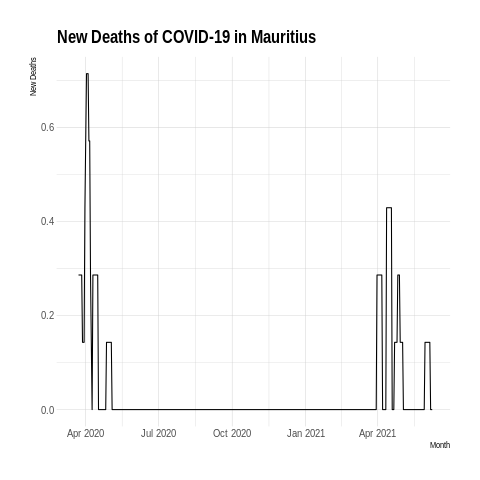 New Deaths of COVID-19 in Mauritius
New Deaths
0.6
0.4
0.2
0.0
Apr 2020 Jul 2020 Oct 2020 Jan 2021 Apr 2021
Month